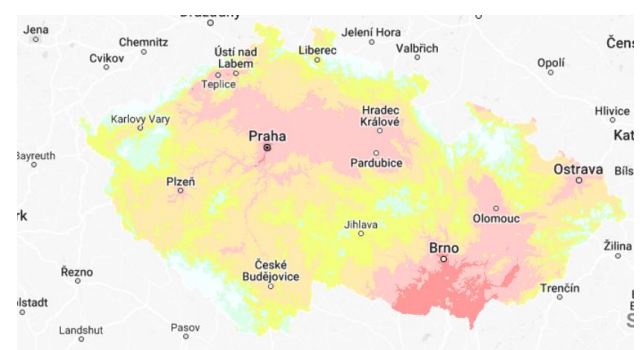 Jena
Chemnitz
Cvikov
Ústí nad
Labem
Teplice
Liberec
Jelení Hora
Valbřich
Opolí
Karlovy Vary
Praha
Hradec
Králové
Pardubice
Hlivice
Bayreuth
Plzeň
Ostrava
Olomouc
Jihlava
Brno
České
Budějovice
Řezno
Žilina
Trenčín
Landshut
Pasov